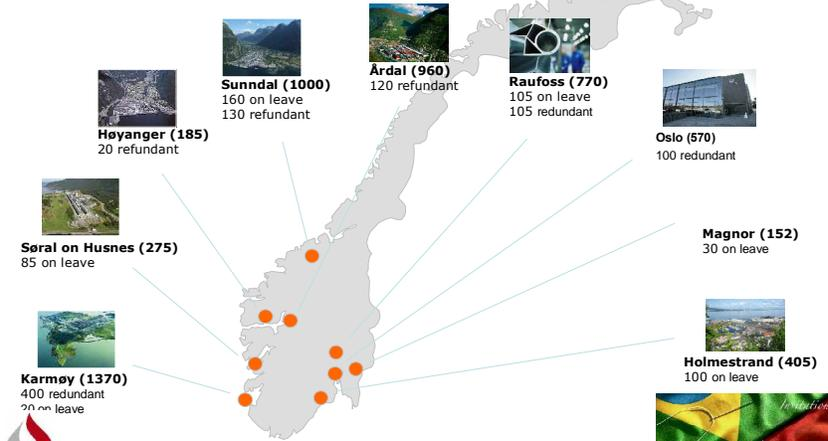 Sunndal (1000)
160 on leave
130 refundant
Årdal (960)
120 refundant
Raufoss (770)
105 on leave
105 redundant
Høyanger (185)
20 refundant
Oslo (570)
100 redundant
Søral on Husnes (275)
85 on leave
Magnor (152)
30 on leave
Holmestrand (405)
100 on leave
Karmøy (1370)
400 redundant
20 on leave
Invitation